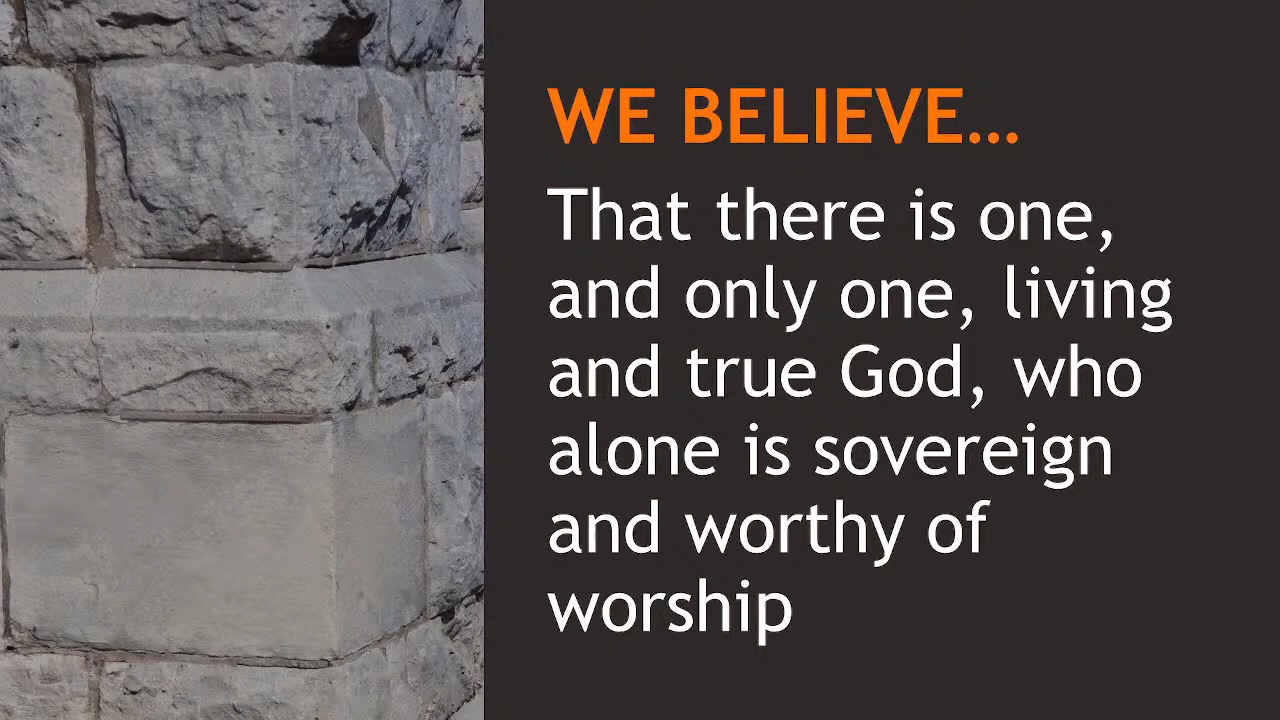 WE BELIEVE...
That there is one,
and only one, living
and true God, who
alone is sovereign
and worthy of
worship